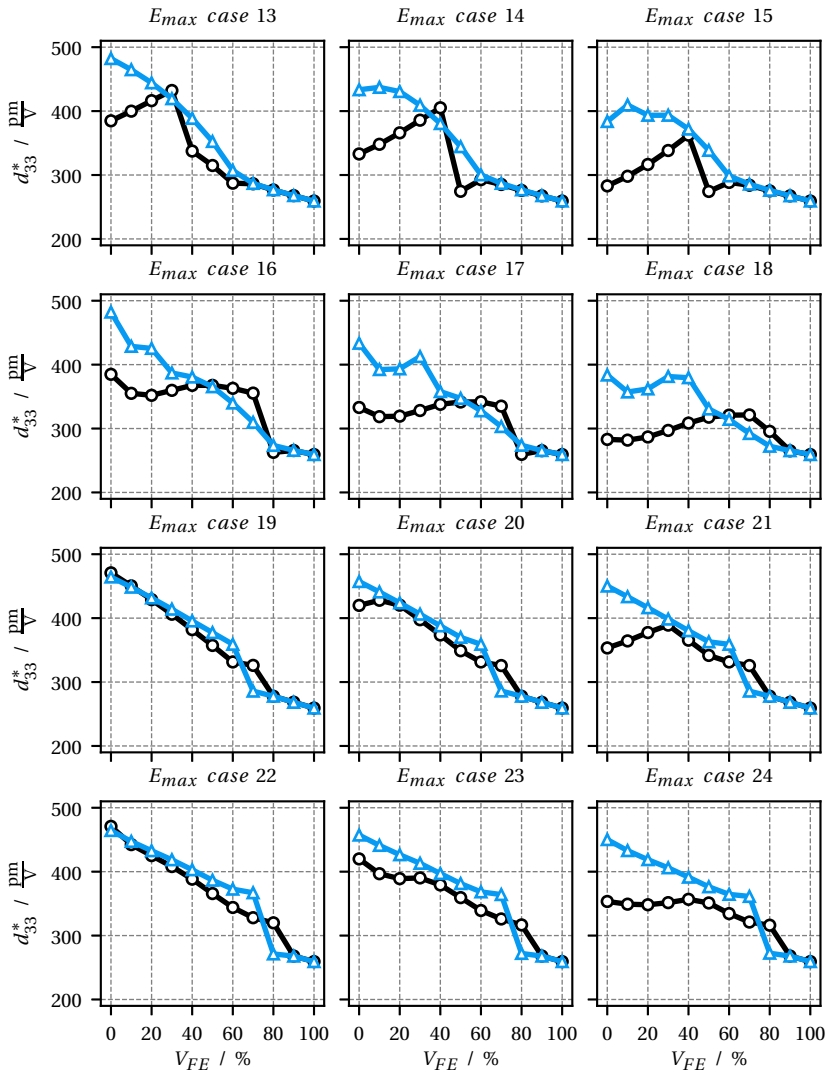 E_max case 13
E_max case 14
E_max case 15
500
400
300
200
d*33 / pm/V
E_max case 16
E_max case 17
E_max case 18
500
400
300
200
d*33 / pm/V
E_max case 19
E_max case 20
E_max case 21
500
400
300
200
d*33 / pm/V
E_max case 22
E_max case 23
E_max case 24
500
400
300
200
d*33 / pm/V
0 20 40 60 80 100
0 20 40 60 80 100
0 20 40 60 80 100
V_FE / %
V_FE / %
V_FE / %